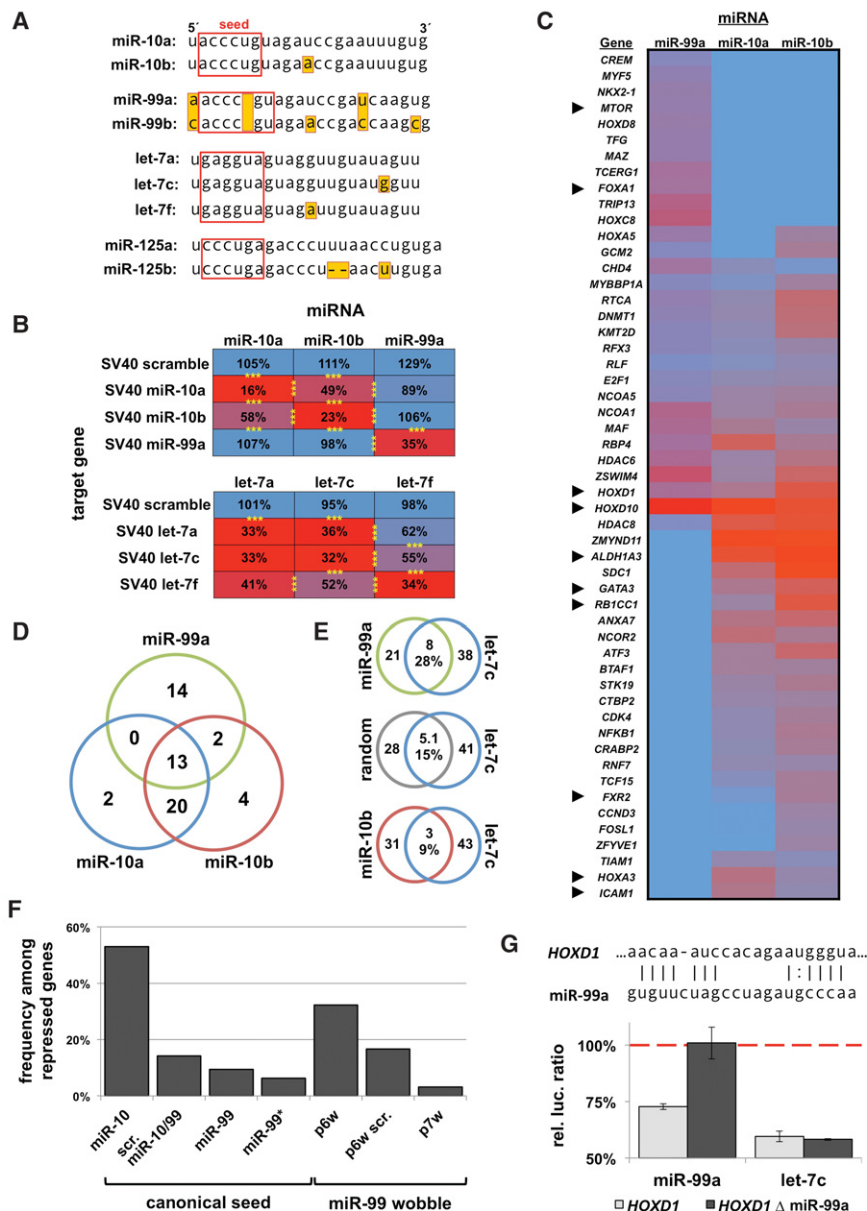 A
5´ seed 3´
miR-10a: uacccuguagauccgaauuugug
miR-10b: uacccuguagaaccgaauuugug
miR-99a: aacccguagauccgaucaagug
miR-99b: cacccguagaaccgaccaagcg
let-7a: ugagguaguagguuguauaguu
let-7c: ugagguaguagguuguaugguu
let-7f: ugagguaguagauuguauaguu
miR-125a: ucccugagacccuuuaaccuguga
miR-125b: ucccugagacccu--aacuuguga
B
miRNA
miR-10a miR-10b miR-99a
SV40 scramble 105% 111% 129%
*** ***
SV40 miR-10a 16% *** 49% *** 89%
*** ***
SV40 miR-10b 58% *** 23% *** 106%
*** ***
SV40 miR-99a 107% 98% *** 35%
target gene
let-7a let-7c let-7f
SV40 scramble 101% 95% 98%
*** ***
SV40 let-7a 33% 36% *** 62%
***
SV40 let-7c 33% 32% *** 55%
*** *** ***
SV40 let-7f 41% *** 52% *** 34%
C
miRNA
Gene miR-99a miR-10a miR-10b
CREM
MYF5
NKX2-1
MTOR
HOXD8
TFG
MAZ
TCERG1
FOXA1
TRIP13
HOXC8
HOXA5
GCM2
CHD4
MYBBP1A
RTCA
DNMT1
KMT2D
RFX3
RLF
E2F1
NCOA5
NCOA1
MAF
RBP4
HDAC6
ZSWIM4
HOXD1
HOXD10
HDAC8
ZMYND11
ALDH1A3
SDC1
GATA3
RB1CC1
ANXA7
NCOR2
ATF3
BTAF1
STK19
CTBP2
CDK4
NFKB1
CRABP2
RNF7
TCF15
FXR2
CCND3
FOSL1
ZFYVE1
TIAM1
HOXA3
ICAM1
D
miR-99a
14
0 2
13
2 20 4
miR-10a miR-10b
E
miR-99a 21 8 28% 38 let-7c
random 28 5.1 15% 41 let-7c
miR-10b 31 3 9% 43 let-7c
F
frequency among repressed genes
60%
40%
20%
0%
miR-10 scr. miR-10/99 miR-99 miR-99* p6w p6w scr. p7w
canonical seed miR-99 wobble
G
HOXD1 ...aacaa-auccacagaaugggua...
miR-99a guguucuagccuagaugcccaa
rel. luc. ratio
100%
75%
50%
miR-99a let-7c
HOXD1 HOXD1 Δ miR-99a